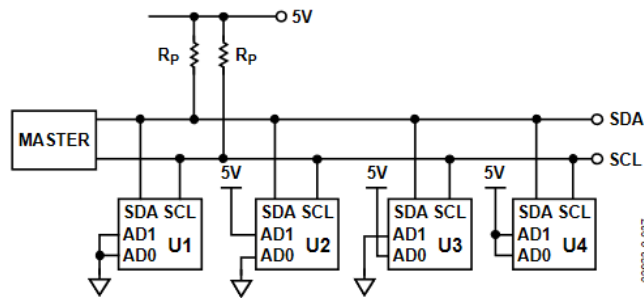 5V
RP RP
SDA
MASTER
SCL
5V 5V 5V
SDA SCL SDA SCL SDA SCL SDA SCL
AD1 AD1 AD1 AD1
U1 U2 U3 U4
AD0 AD0 AD0 AD0